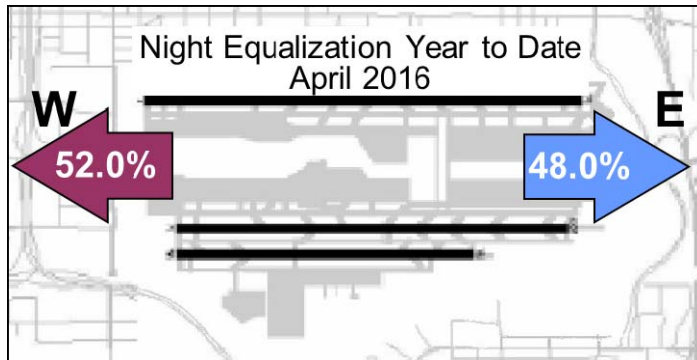 Night Equalization Year to Date
April 2016
W
E
52.0%
48.0%